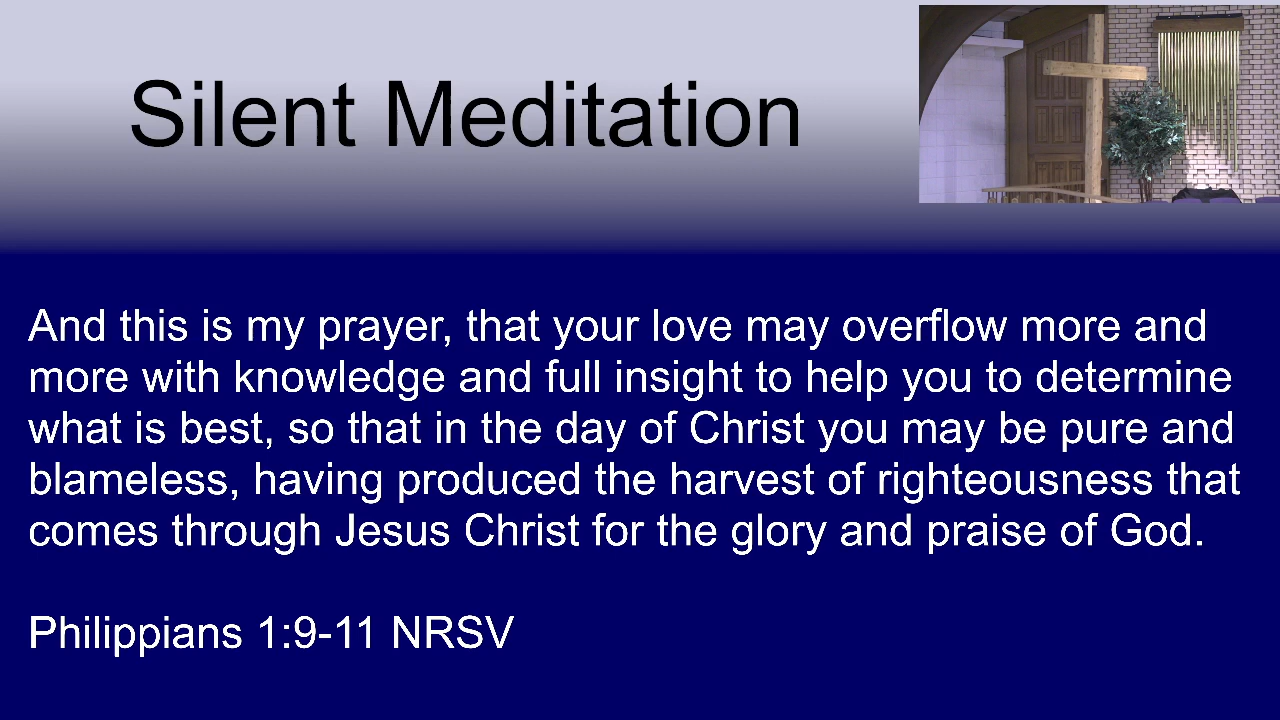 Silent Meditation
And this is my prayer, that your love may overflow more and
more with knowledge and full insight to help you to determine
what is best, so that in the day of Christ you may be pure and
blameless, having produced the harvest of righteousness that
comes through Jesus Christ for the glory and praise of God.
Philippians 1:9-11 NRSV